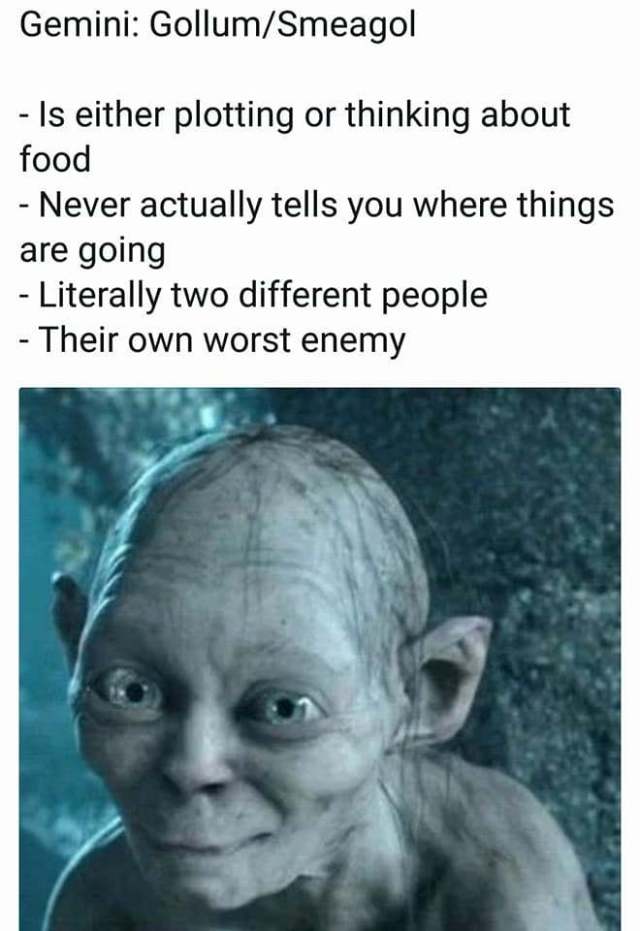 Gemini: Gollum/Smeagol
- Is either plotting or thinking about
food
- Never actually tells you where things
are going
- Literally two different people
- Their own worst enemy